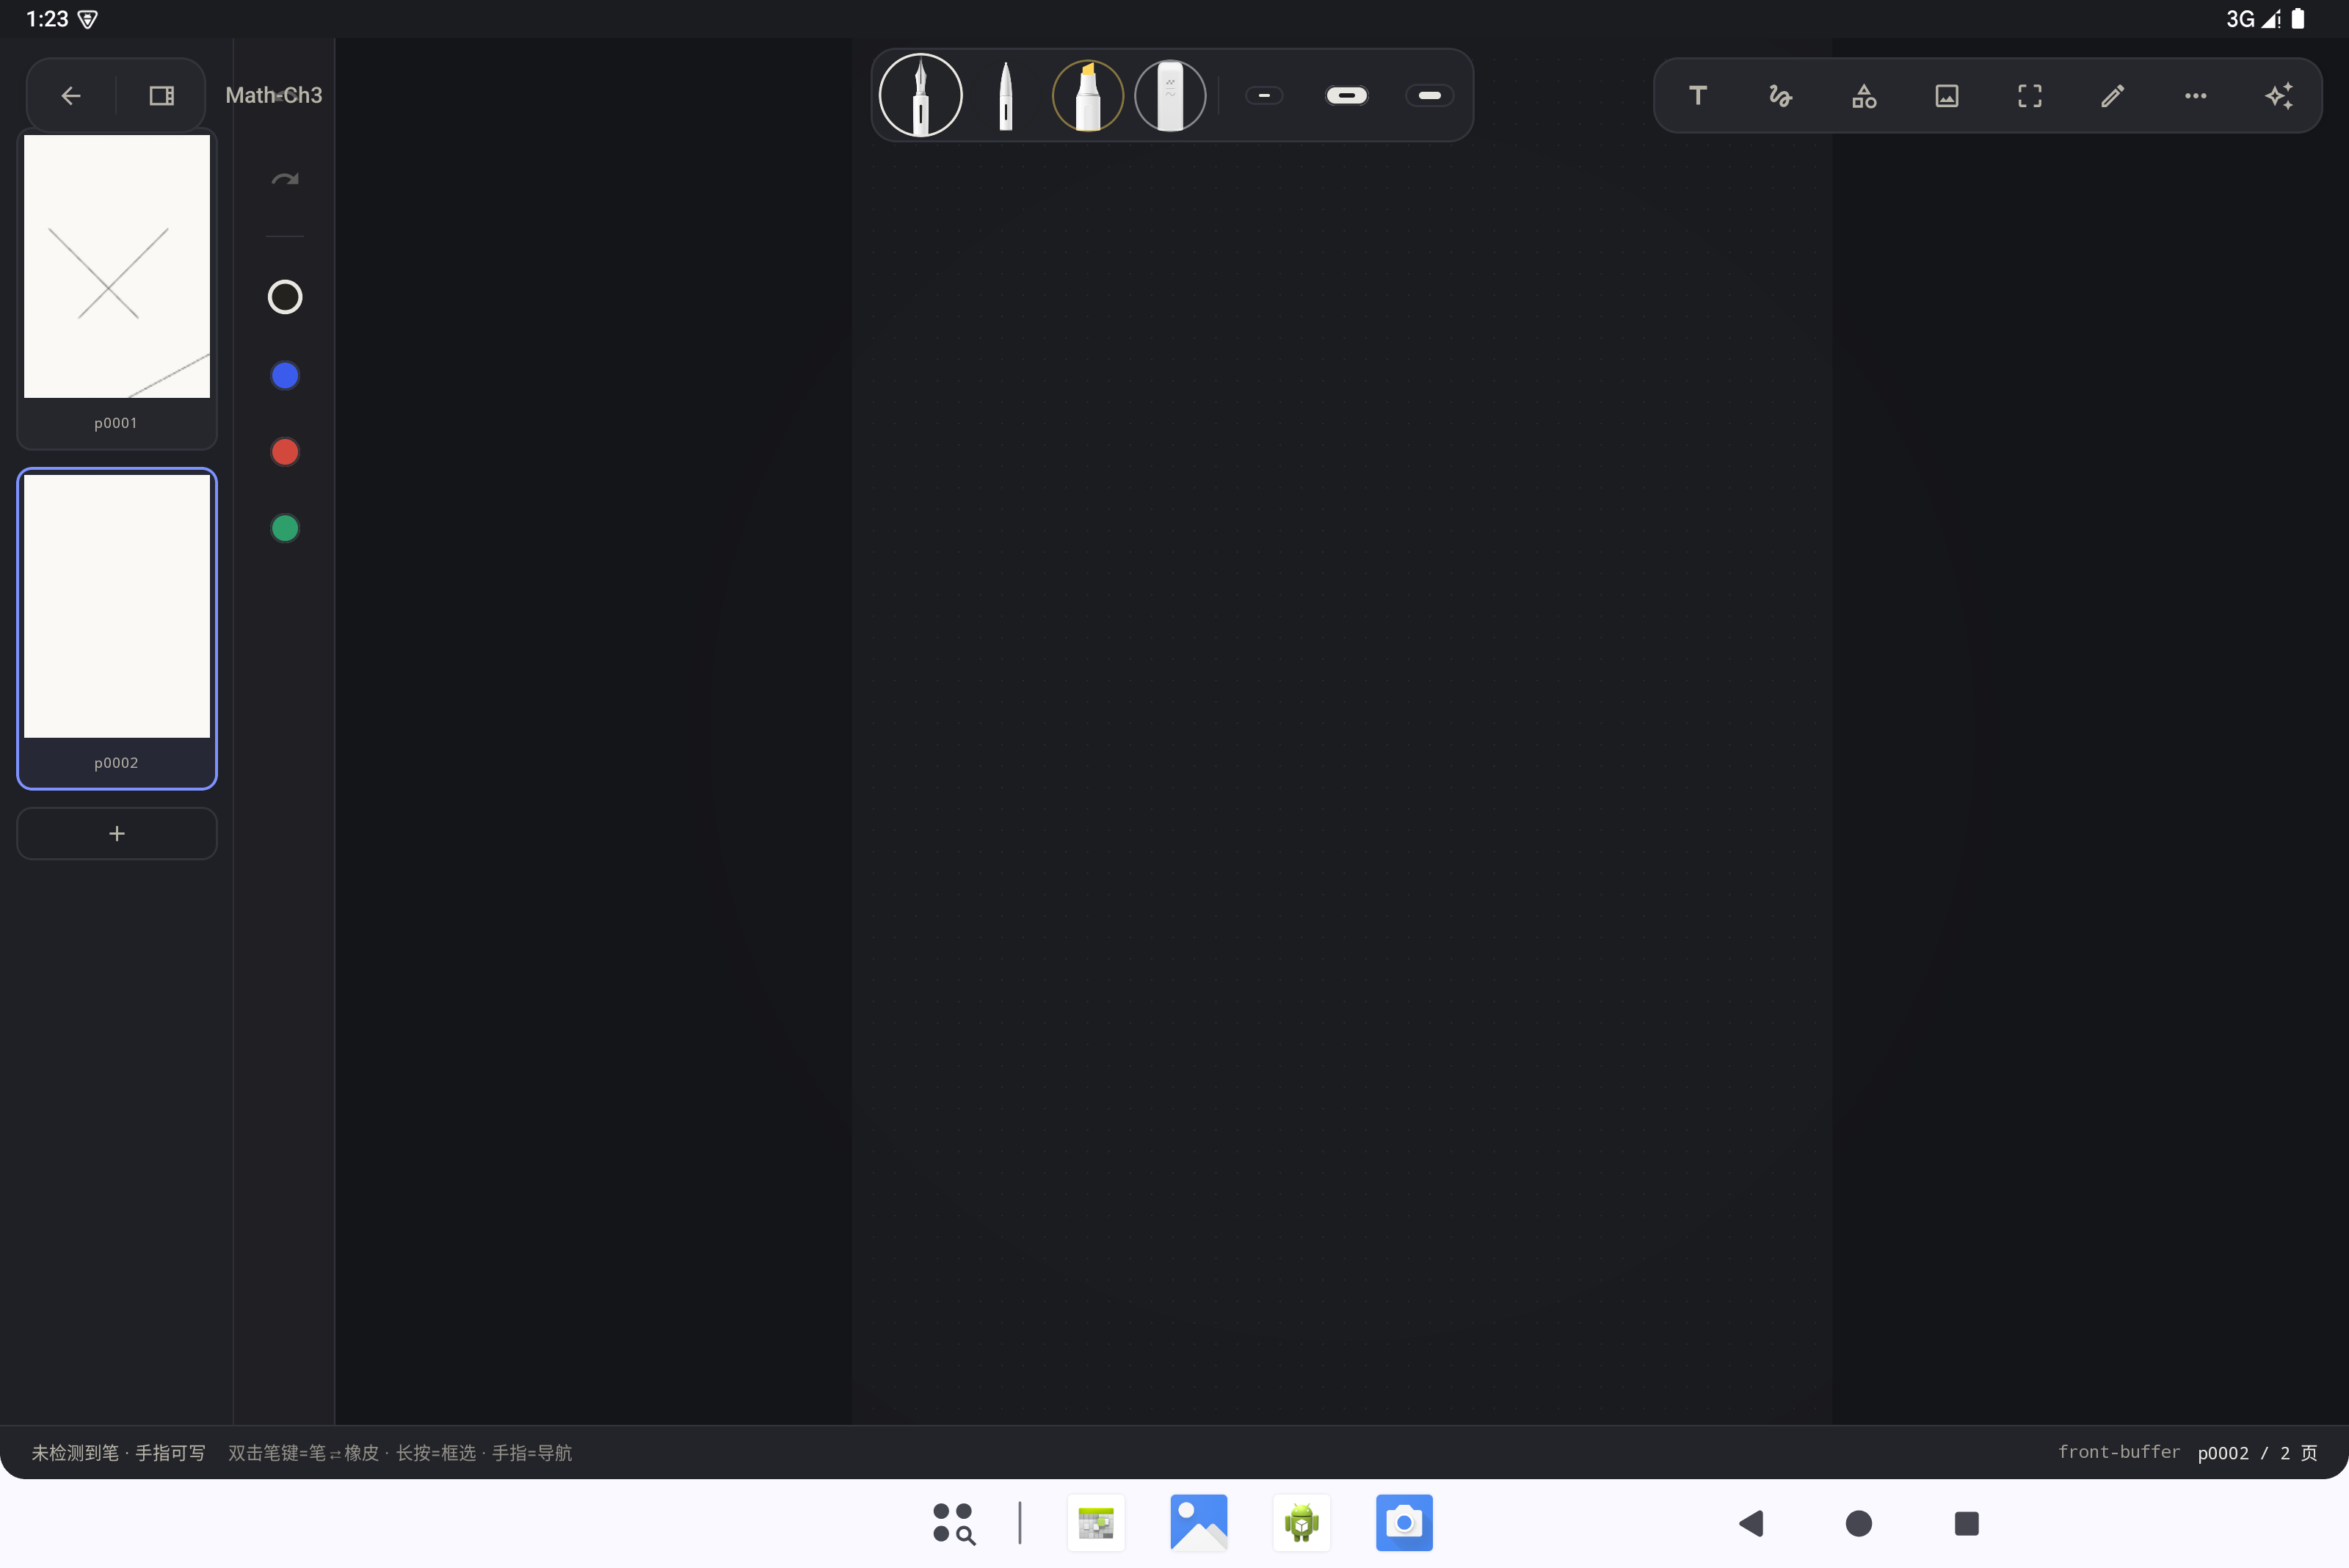 1:23
3G
Math-Ch3
T
p0001
p0002
+
未检测到笔 · 手指可写 双击笔键=笔⇄橡皮 · 长按=框选 · 手指=导航
front-buffer p0002 / 2 页